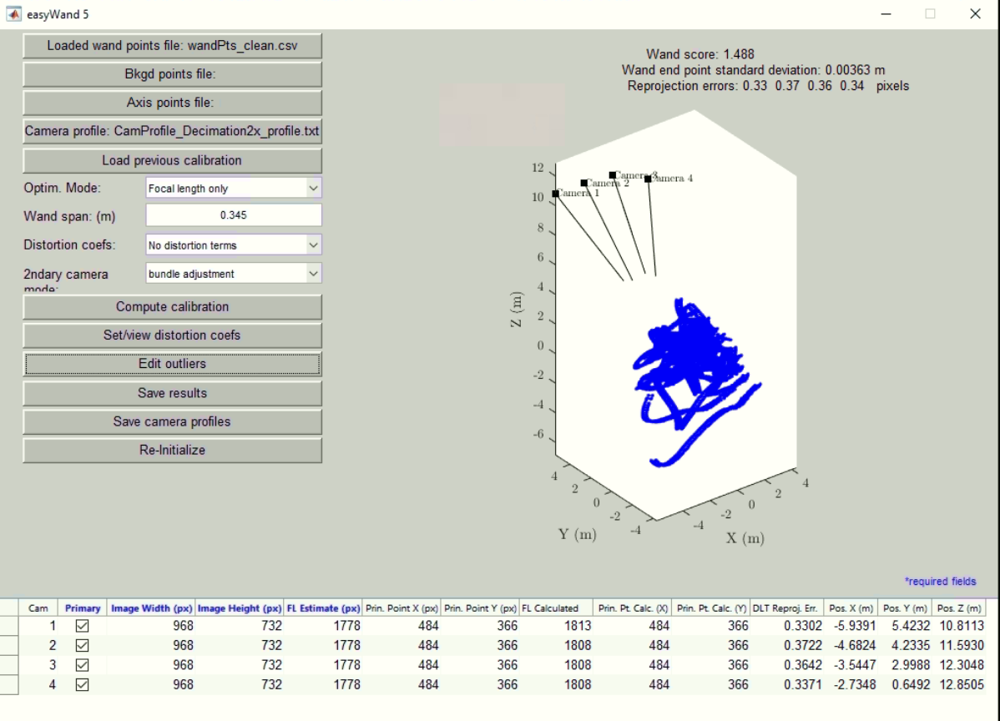 easyWand 5
Loaded wand points file: wandPts_clean.csv
Bkgd points file:
Axis points file:
Camera profile: CamProfile_Decimation2x_profile.txt
Load previous calibration
Optim. Mode: Focal length only
Wand span: (m) 0.345
Distortion coefs: No distortion terms
2ndary camera mode: bundle adjustment
Compute calibration
Set/view distortion coefs
Edit outliers
Save results
Save camera profiles
Re-Initialize
Wand score: 1.488
Wand end point standard deviation: 0.00363 m
Reprojection errors: 0.33 0.37 0.36 0.34 pixels
12
10
8
6
4
2
0
-2
-4
-6
Z (m)
Camera 1
Camera 2
Camera 3
Camera 4
4
2
0
-2
-4
Y (m)
-4
-2
0
2
4
X (m)
*required fields
Cam Primary Image Width (px) Image Height (px) FL Estimate (px) Prin. Point X (px) Prin. Point Y (px) FL Calculated Prin. Pt. Calc. (X) Prin. Pt. Calc. (Y) DLT Reproj. Err. Pos. X (m) Pos. Y (m) Pos. Z (m)
1 968 732 1778 484 366 1813 484 366 0.3302 -5.9391 5.4232 10.8113
2 968 732 1778 484 366 1808 484 366 0.3722 -4.6824 4.2335 11.5930
3 968 732 1778 484 366 1808 484 366 0.3642 -3.5447 2.9988 12.3048
4 968 732 1778 484 366 1808 484 366 0.3371 -2.7348 0.6492 12.8505